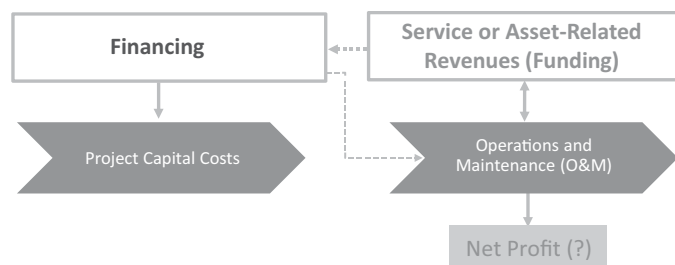 Financing
Service or Asset-Related
Revenues (Funding)
Project Capital Costs
Operations and
Maintenance (O&M)
Net Profit (?)